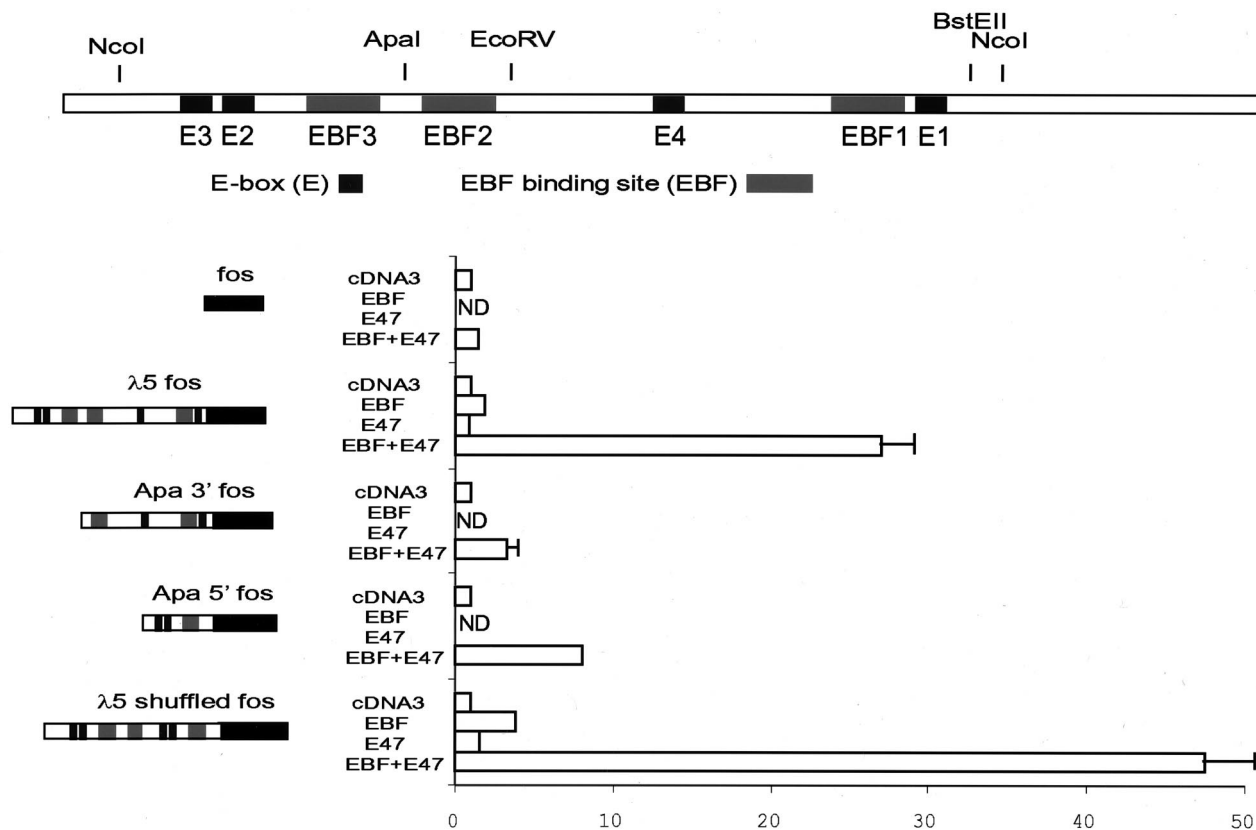 BstEII
NcoI ApaI EcoRV NcoI
E3 E2 EBF3 EBF2 E4 EBF1 E1
E-box (E) EBF binding site (EBF)
fos
cDNA3
EBF
ND
E47
EBF+E47
λ5 fos
cDNA3
EBF
E47
EBF+E47
Apa 3' fos
cDNA3
EBF
ND
E47
EBF+E47
Apa 5' fos
cDNA3
EBF
ND
E47
EBF+E47
λ5 shuffled fos
cDNA3
EBF
E47
EBF+E47
0 10 20 30 40 50